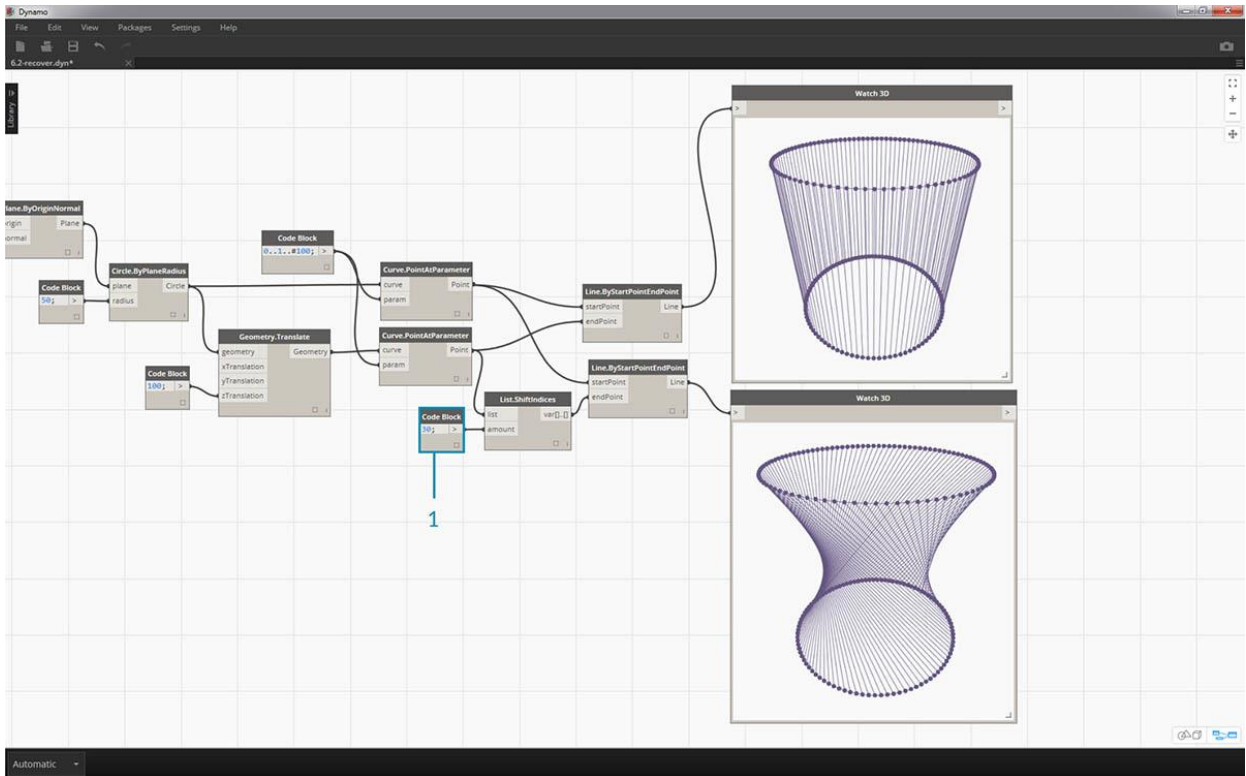 Dynamo
File Edit View Packages Settings Help
6.2-recover.dyn*
Library
Watch 3D
> >
lane.ByOriginNormal
origin Plane >
normal
Code Block
0..1..#100; >
Circle.ByPlaneRadius
plane Circle
radius
Code Block
50; >
Curve.PointAtParameter
curve Point
param
Line.ByStartPointEndPoint
startPoint Line
endPoint
Geometry.Translate
geometry Geometry
xTranslation
yTranslation
zTranslation
Code Block
100; >
Curve.PointAtParameter
curve Point
param
Line.ByStartPointEndPoint
startPoint Line
endPoint
List.ShiftIndices
list var[]..[]
amount
Code Block
30; >
1
Watch 3D
> >
Automatic